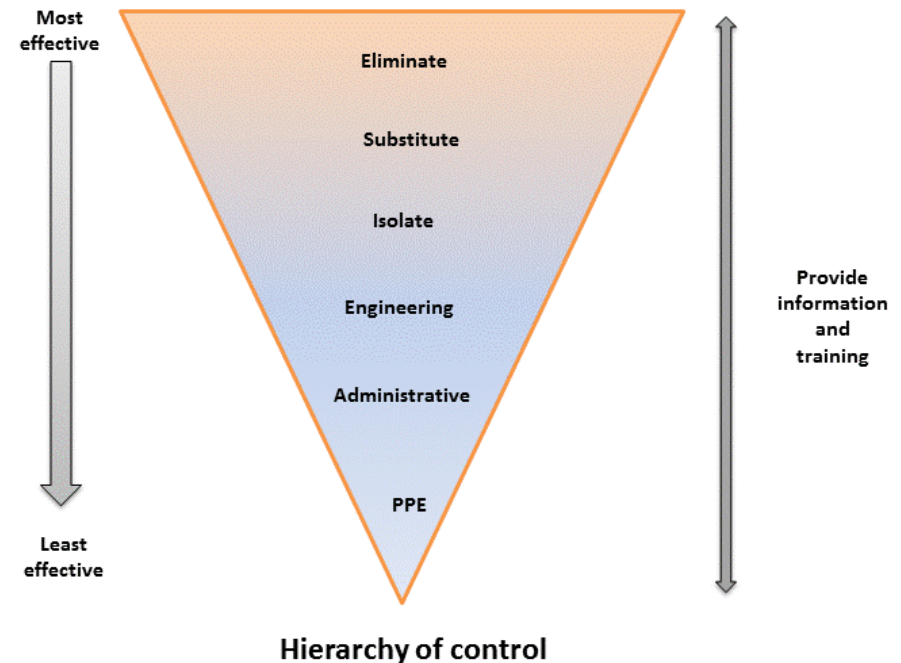 Most
effective
Eliminate
Substitute
Isolate
Engineering
Administrative
PPE
Least
effective
Provide
information
and
training
Hierarchy of control